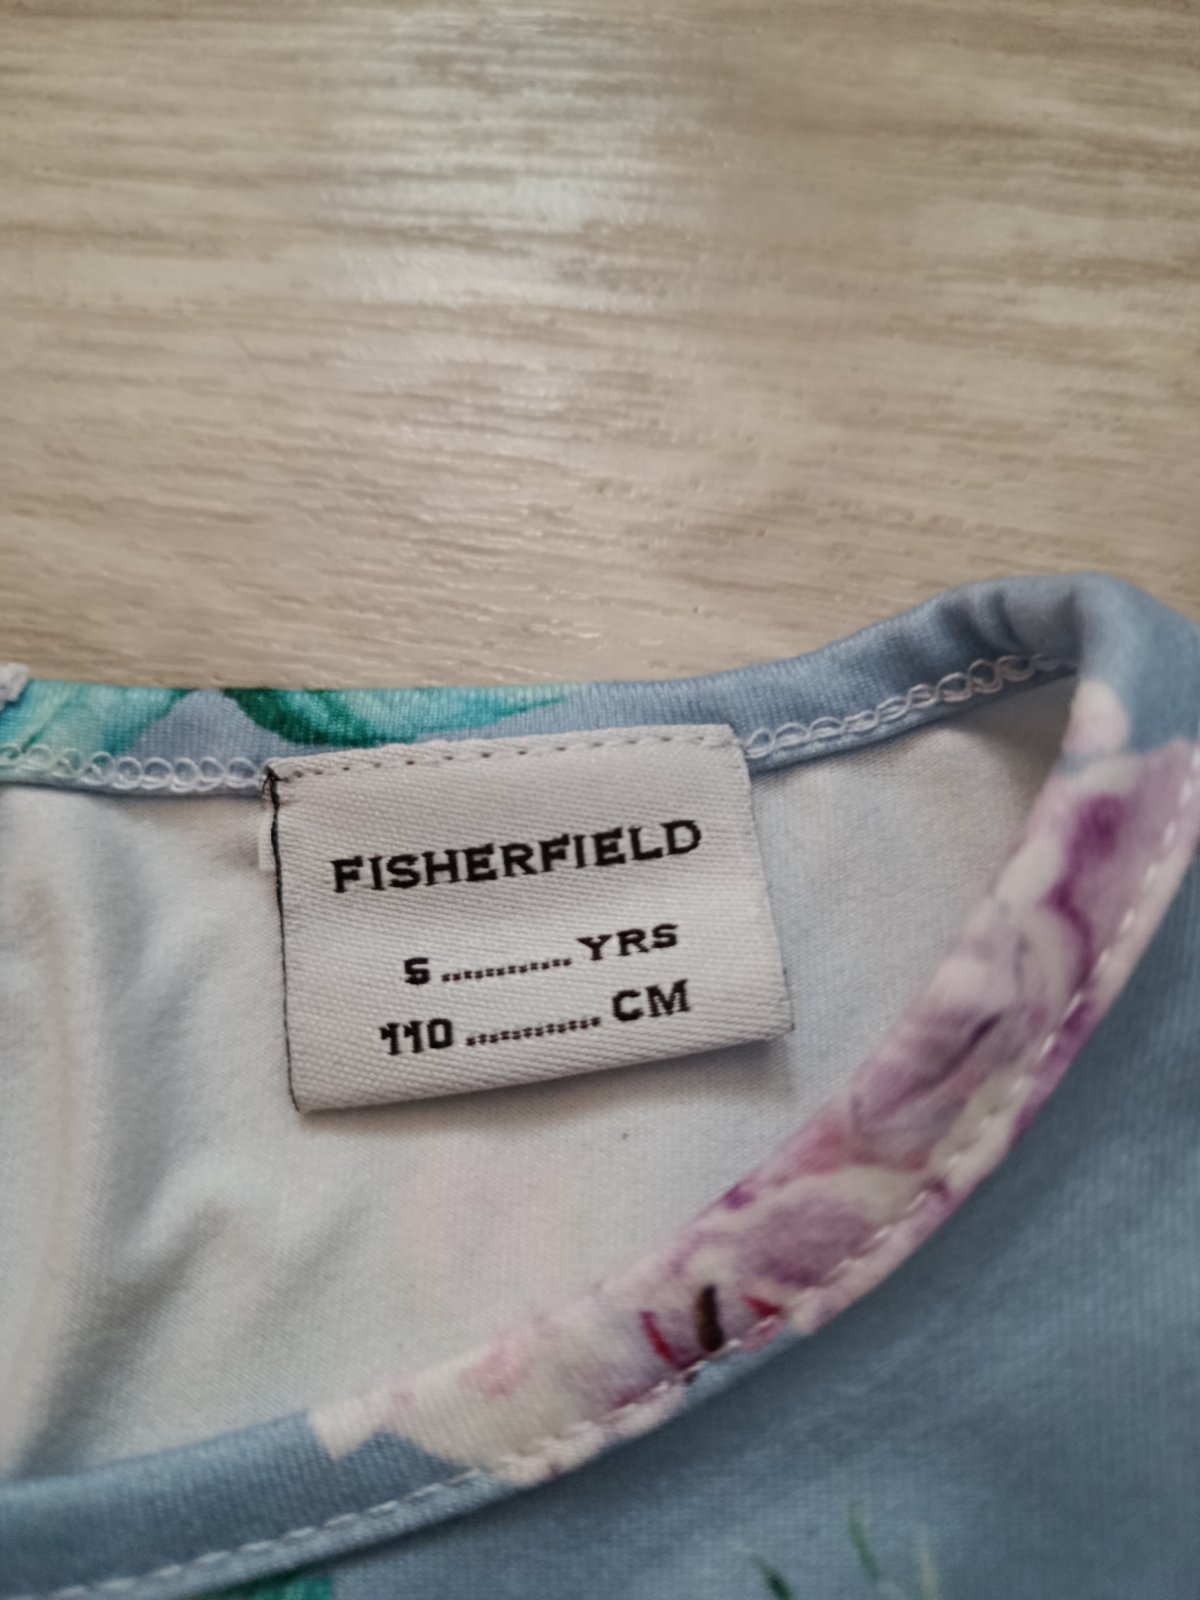 FISHERFIELD
5 ............ YRS
110 ............ CM